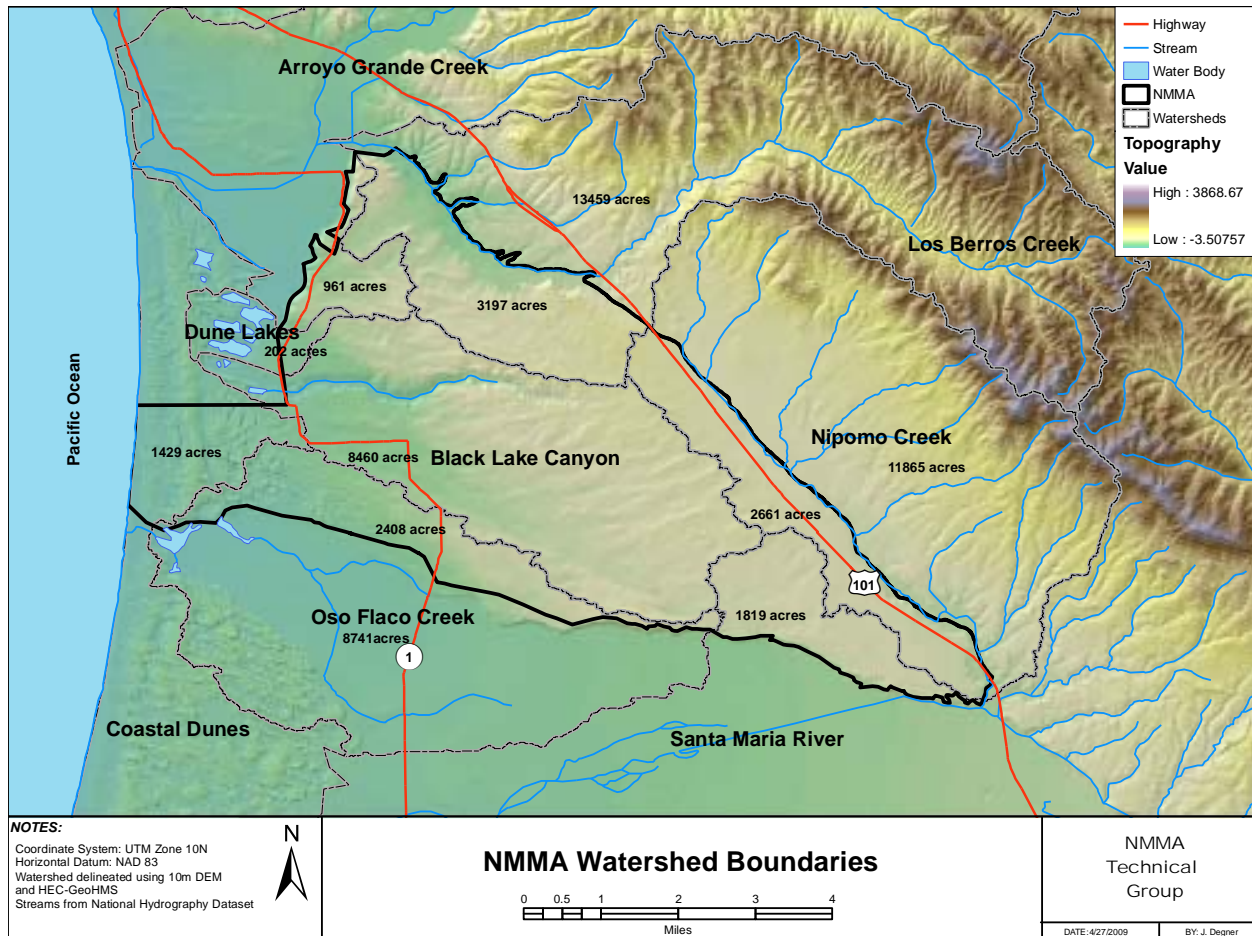 Highway
Stream
Water Body
NMMA
Watersheds
Topography
Value
High : 3868.67
Low : -3.50757
Arroyo Grande Creek
13459 acres
Los Berros Creek
961 acres
3197 acres
Dune Lakes
202 acres
Pacific Ocean
Nipomo Creek
11865 acres
1429 acres
8460 acres
Black Lake Canyon
2661 acres
2408 acres
101
1819 acres
Oso Flaco Creek
8741acres
1
Coastal Dunes
Santa Maria River
NOTES:
Coordinate System: UTM Zone 10N
Horizontal Datum: NAD 83
Watershed delineated using 10m DEM
and HEC-GeoHMS
Streams from National Hydrography Dataset
N
NMMA Watershed Boundaries
0 0.5 1 2 3 4
Miles
NMMA
Technical
Group
DATE:4/27/2009
BY: J. Degner